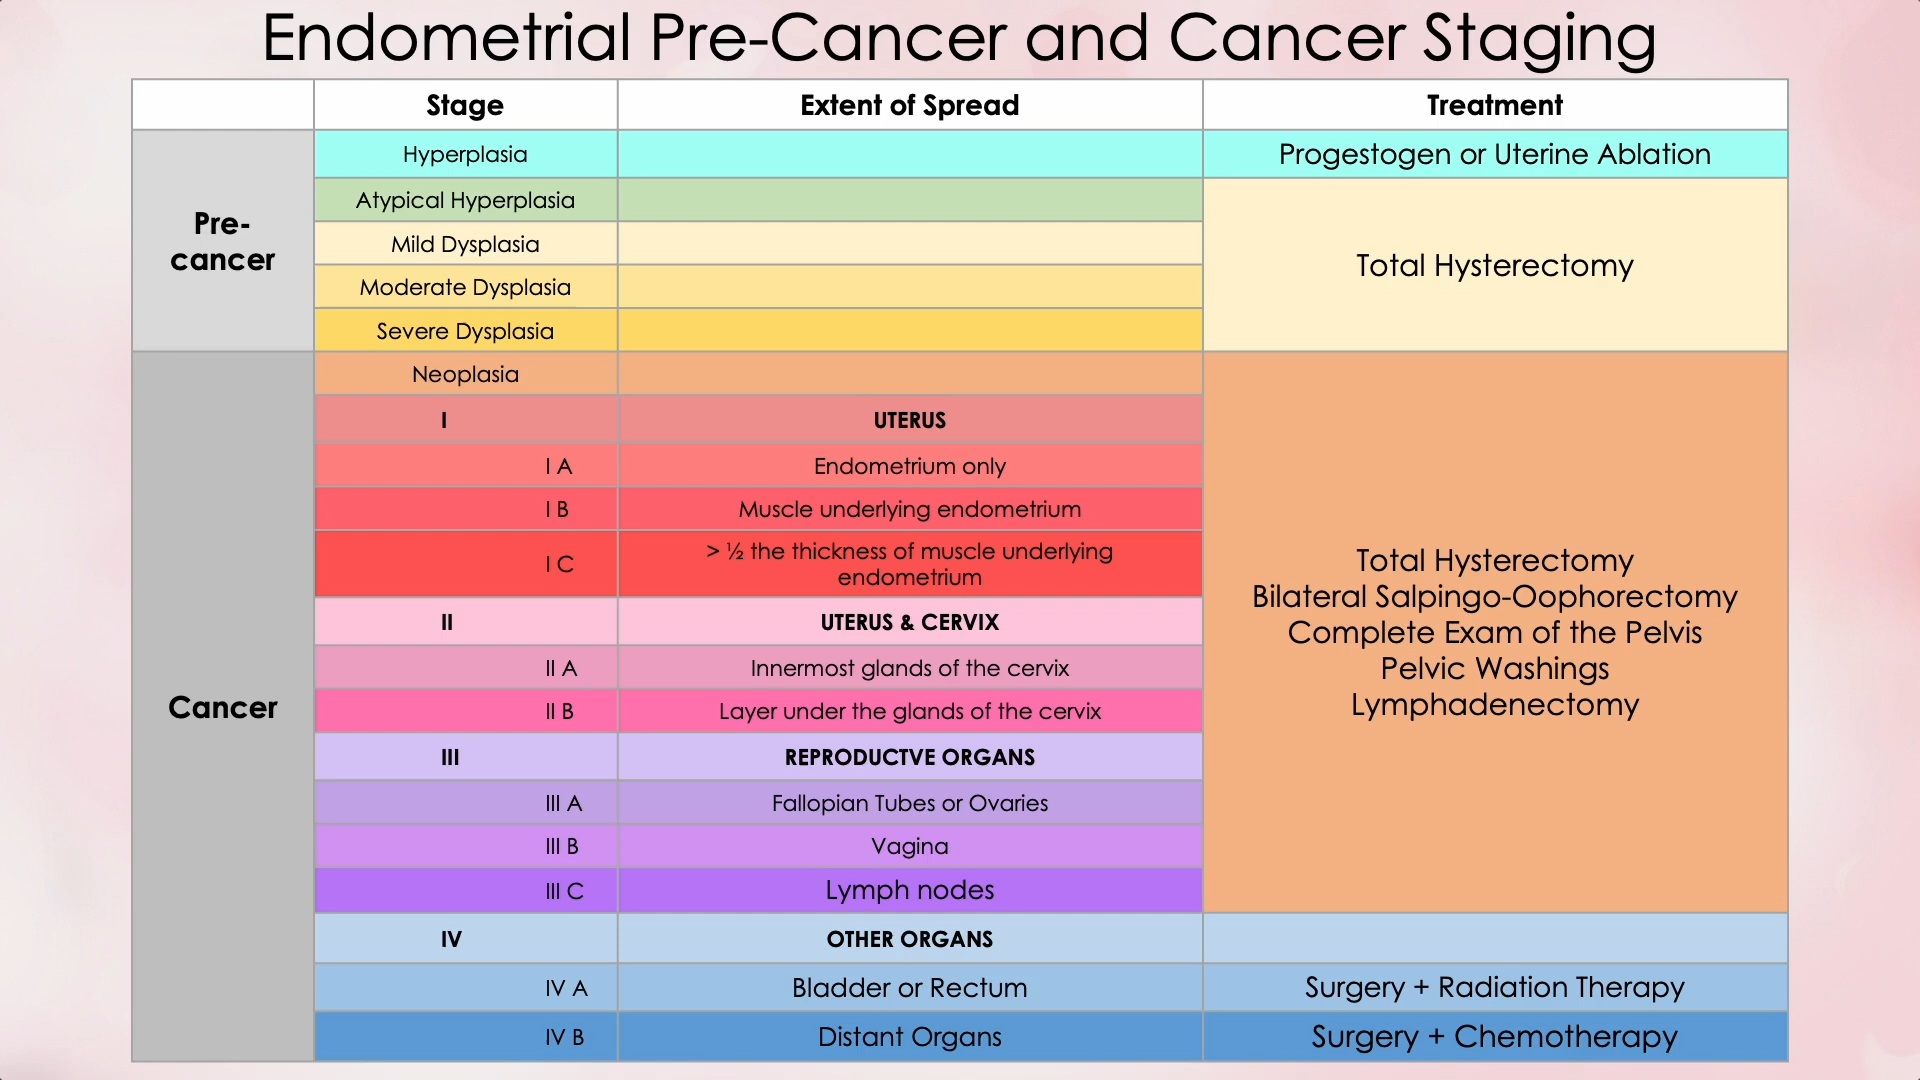 Endometrial Pre-Cancer and Cancer Staging
Stage
Extent of Spread
Treatment
Pre-
cancer
Hyperplasia
Progestogen or Uterine Ablation
Atypical Hyperplasia
Mild Dysplasia
Moderate Dysplasia
Severe Dysplasia
Total Hysterectomy
Cancer
Neoplasia
I
UTERUS
I A
Endometrium only
I B
Muscle underlying endometrium
I C
> ½ the thickness of muscle underlying
endometrium
II
UTERUS & CERVIX
II A
Innermost glands of the cervix
II B
Layer under the glands of the cervix
III
REPRODUCTVE ORGANS
III A
Fallopian Tubes or Ovaries
III B
Vagina
III C
Lymph nodes
Total Hysterectomy
Bilateral Salpingo-Oophorectomy
Complete Exam of the Pelvis
Pelvic Washings
Lymphadenectomy
IV
OTHER ORGANS
IV A
Bladder or Rectum
Surgery + Radiation Therapy
IV B
Distant Organs
Surgery + Chemotherapy